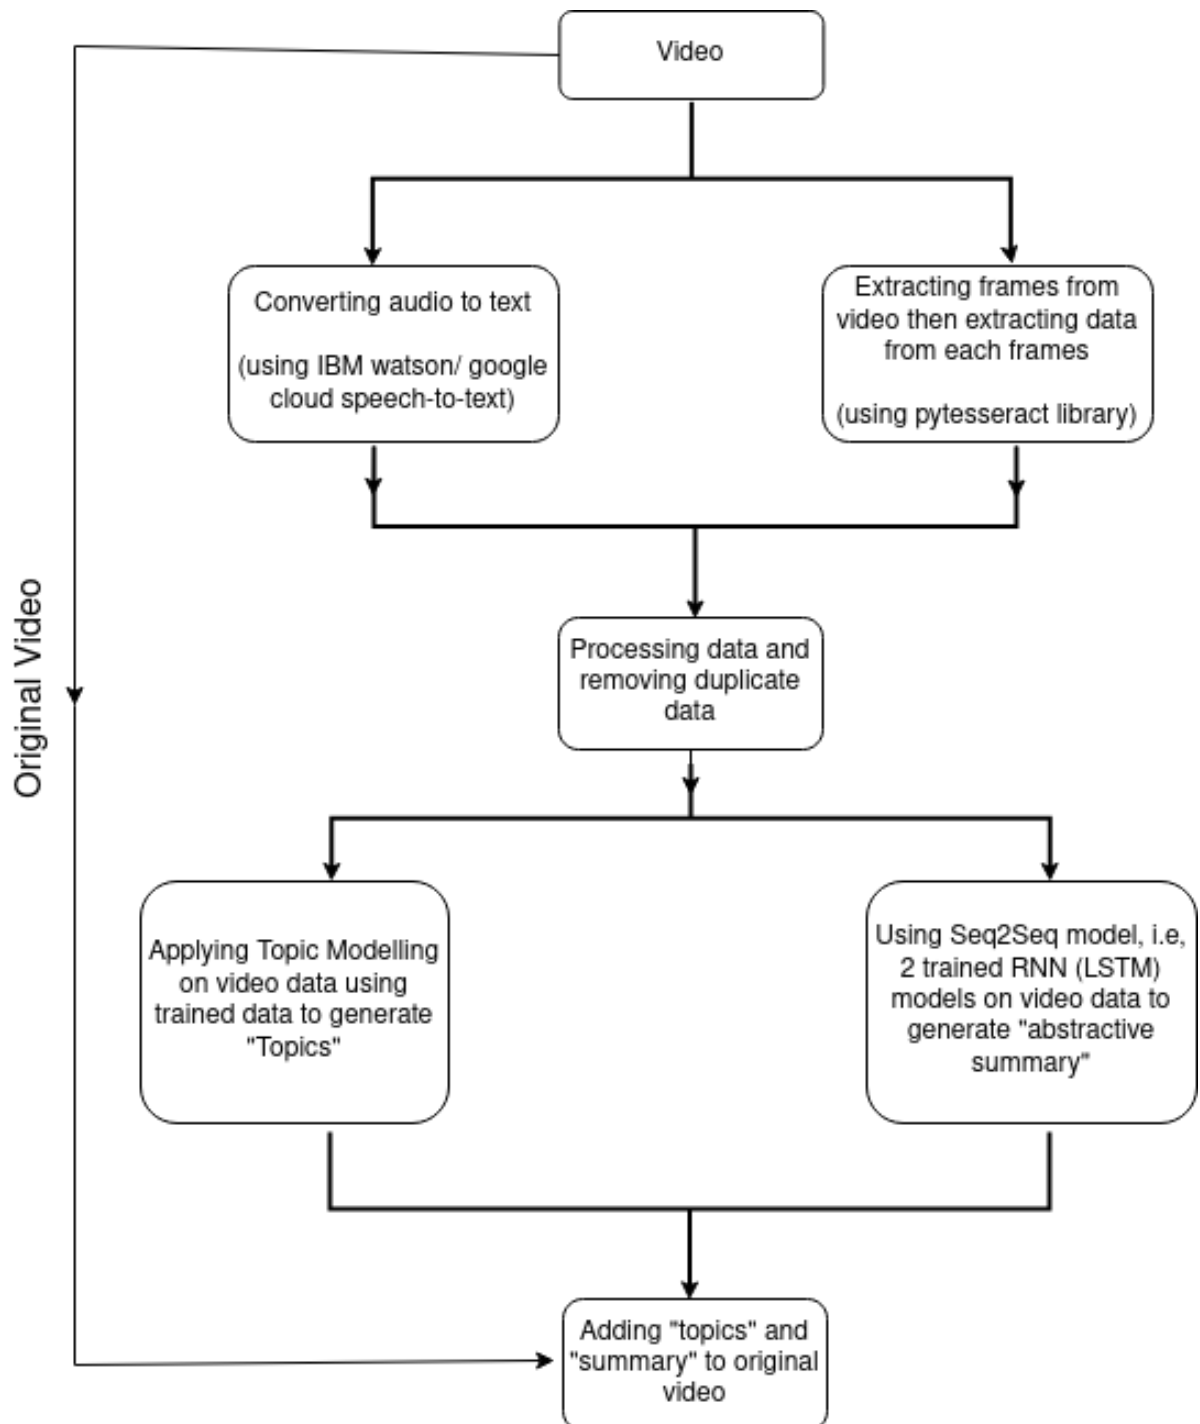 Video
Converting audio to text
(using IBM watson/ google
cloud speech-to-text)
Extracting frames from
video then extracting data
from each frames
(using pytesseract library)
Original Video
Processing data and
removing duplicate
data
Applying Topic Modelling
on video data using
trained data to generate
"Topics"
Using Seq2Seq model, i.e,
2 trained RNN (LSTM)
models on video data to
generate "abstractive
summary"
Adding "topics" and
"summary" to original
video